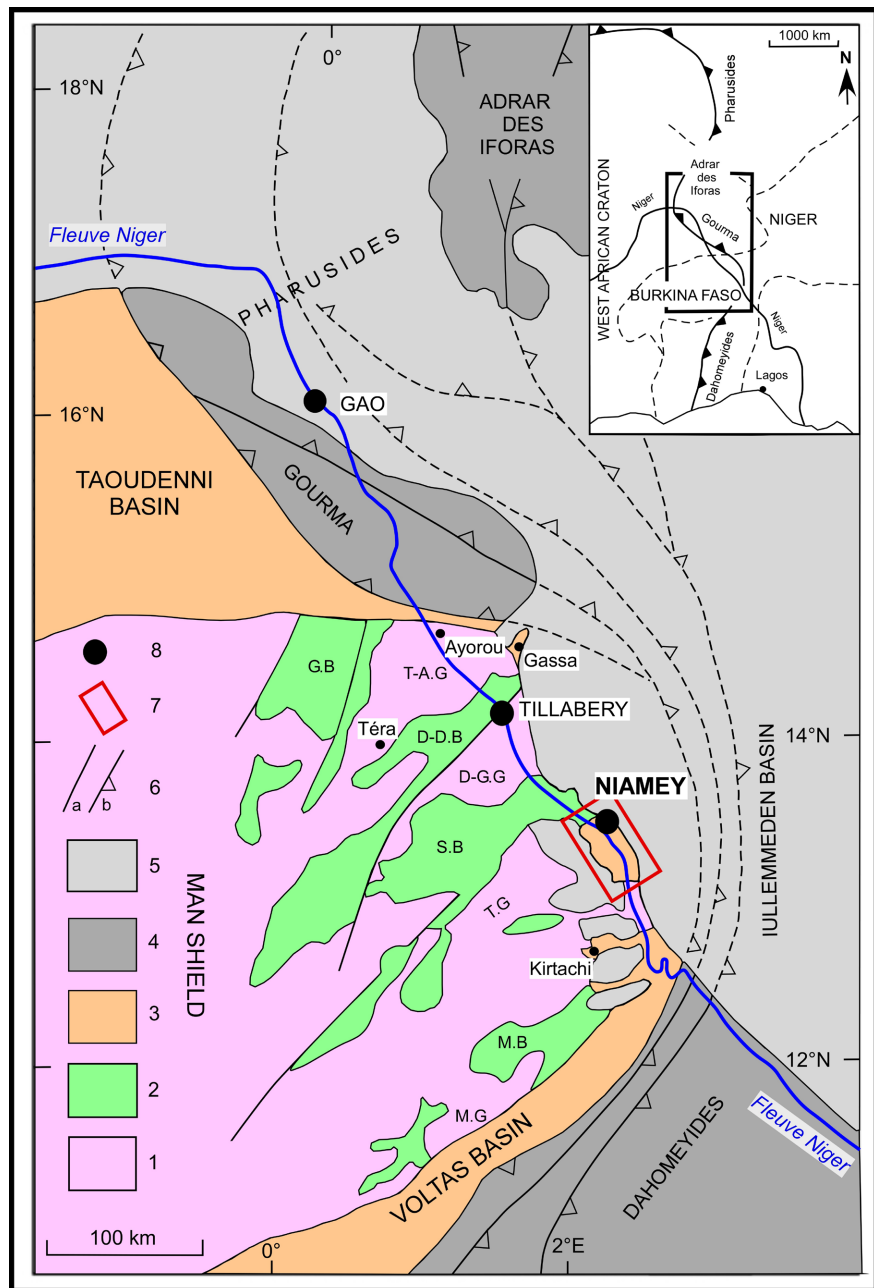 0°
18°N
ADRAR
DES
IFORAS
Fleuve Niger
PHARUSIDES
16°N
GAO
TAOUDENNI
BASIN
GOURMA
1000 km
N
Pharusides
Adrar
des
Iforas
WEST AFRICAN CRATON
Niger
Gourma
NIGER
BURKINA FASO
Niger
Dahomeyides
Lagos
8
7
a
b
6
5
4
3
2
1
MAN SHIELD
G.B
T-A.G
Ayorou
Gassa
TILLABERY
Téra
D-D.B
D-G.G
14°N
NIAMEY
S.B
T.G
IULLEMMEDEN BASIN
Kirtachi
M.B
12°N
M.G
VOLTAS BASIN
DAHOMEYIDES
Fleuve Niger
100 km
0°
2°E